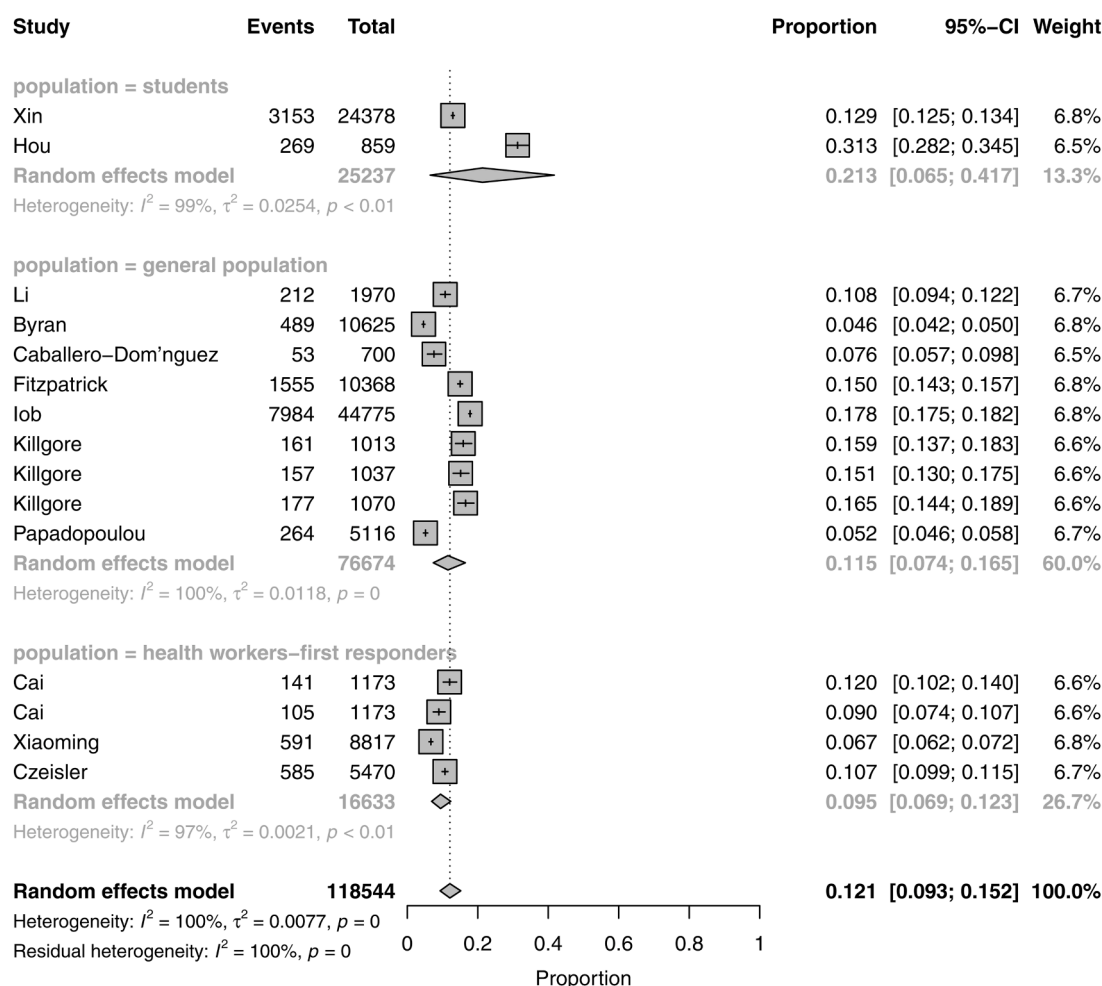 Study Events Total Proportion 95%−CI Weight
population = students
Xin 3153 24378 0.129 [0.125; 0.134] 6.8%
Hou 269 859 0.313 [0.282; 0.345] 6.5%
Random effects model 25237 0.213 [0.065; 0.417] 13.3%
Heterogeneity: I² = 99%, τ² = 0.0254, p < 0.01
population = general population
Li 212 1970 0.108 [0.094; 0.122] 6.7%
Byran 489 10625 0.046 [0.042; 0.050] 6.8%
Caballero−Dom'nguez 53 700 0.076 [0.057; 0.098] 6.5%
Fitzpatrick 1555 10368 0.150 [0.143; 0.157] 6.8%
Iob 7984 44775 0.178 [0.175; 0.182] 6.8%
Killgore 161 1013 0.159 [0.137; 0.183] 6.6%
Killgore 157 1037 0.151 [0.130; 0.175] 6.6%
Killgore 177 1070 0.165 [0.144; 0.189] 6.6%
Papadopoulou 264 5116 0.052 [0.046; 0.058] 6.7%
Random effects model 76674 0.115 [0.074; 0.165] 60.0%
Heterogeneity: I² = 100%, τ² = 0.0118, p = 0
population = health workers−first responders
Cai 141 1173 0.120 [0.102; 0.140] 6.6%
Cai 105 1173 0.090 [0.074; 0.107] 6.6%
Xiaoming 591 8817 0.067 [0.062; 0.072] 6.8%
Czeisler 585 5470 0.107 [0.099; 0.115] 6.7%
Random effects model 16633 0.095 [0.069; 0.123] 26.7%
Heterogeneity: I² = 97%, τ² = 0.0021, p < 0.01
Random effects model 118544 0.121 [0.093; 0.152] 100.0%
Heterogeneity: I² = 100%, τ² = 0.0077, p = 0
Residual heterogeneity: I² = 100%, p = 0
0 0.2 0.4 0.6 0.8 1
Proportion